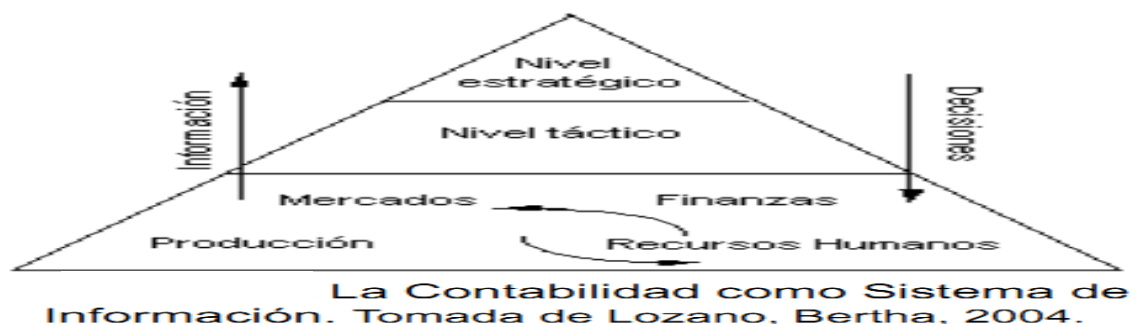 Nivel
estratégico
Información
Decisiones
Nivel táctico
Mercados Finanzas
Producción Recursos Humanos
La Contabilidad como Sistema de
Información. Tomada de Lozano, Bertha, 2004.